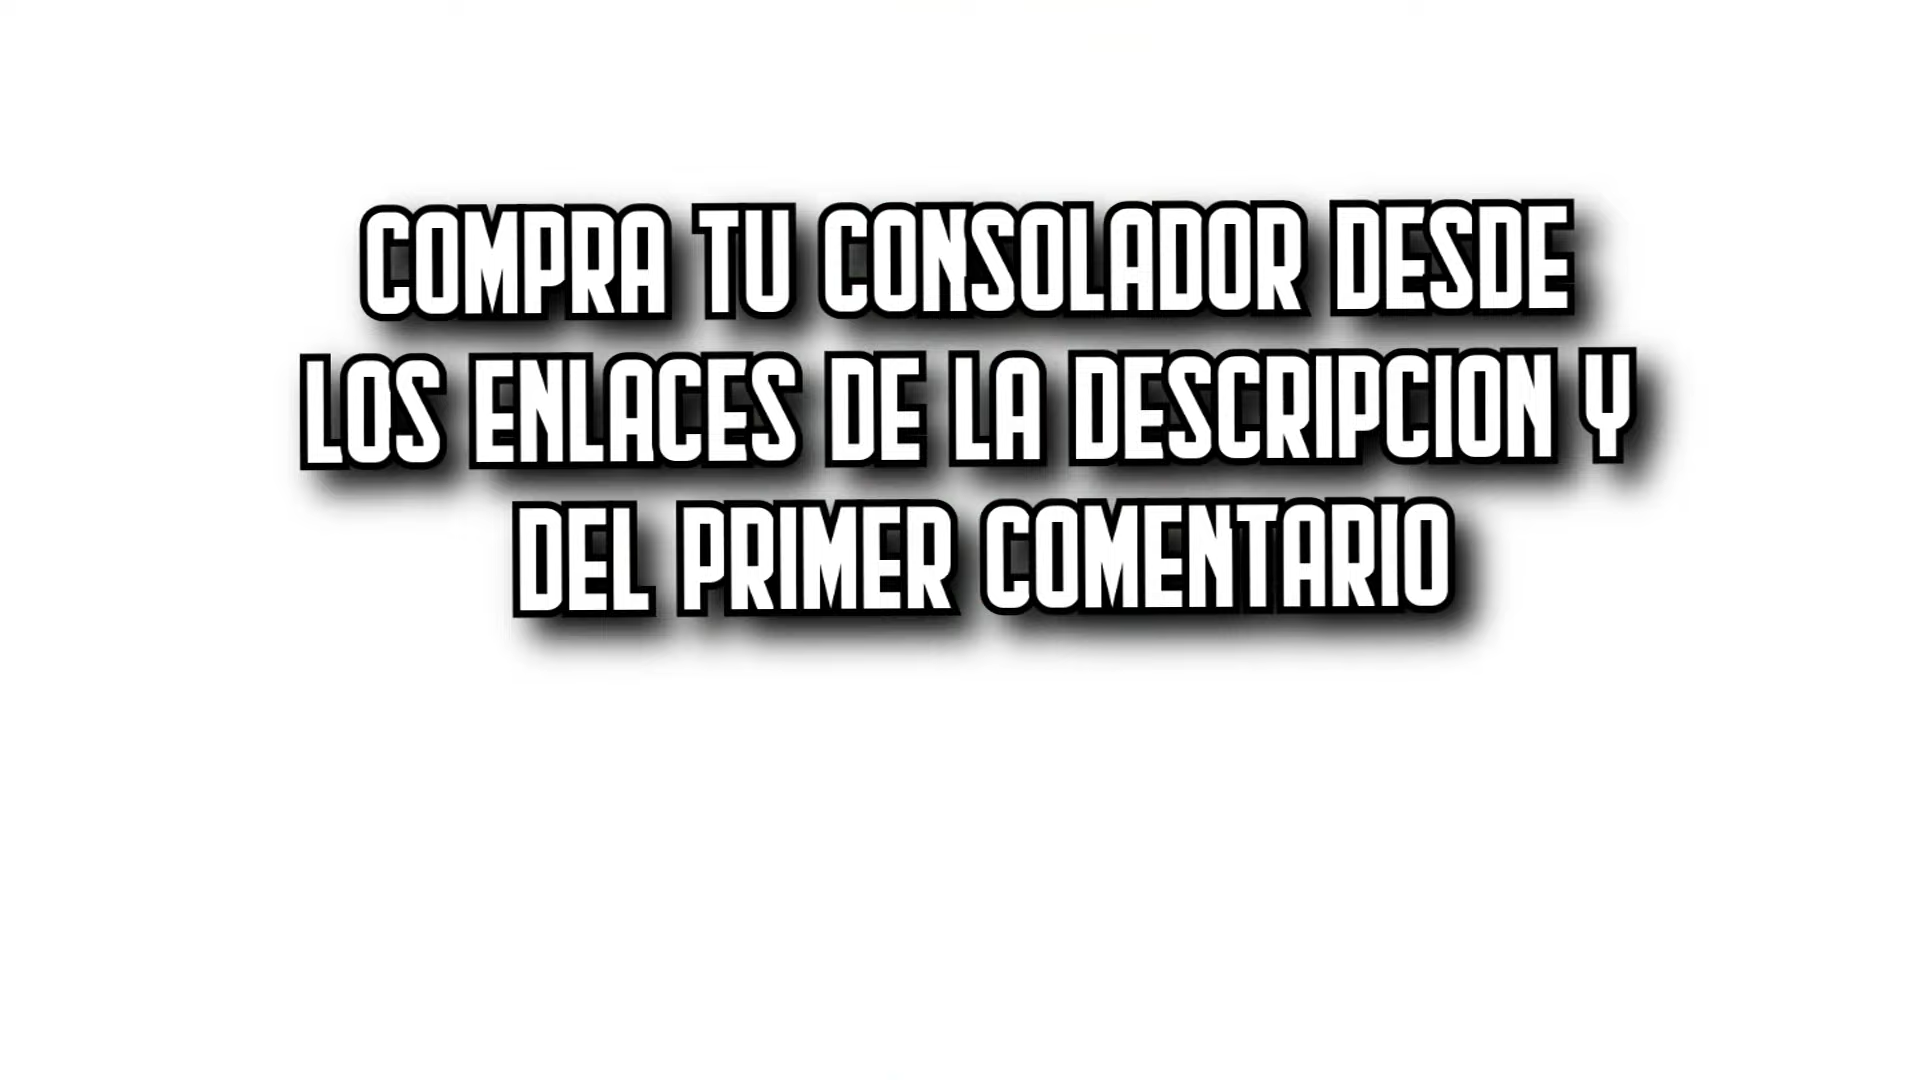 COMPRA TU CONSOLADOR DESDE
LOS ENLACES DE LA DESCRIPCION Y
DEL PRIMER COMENTARIO